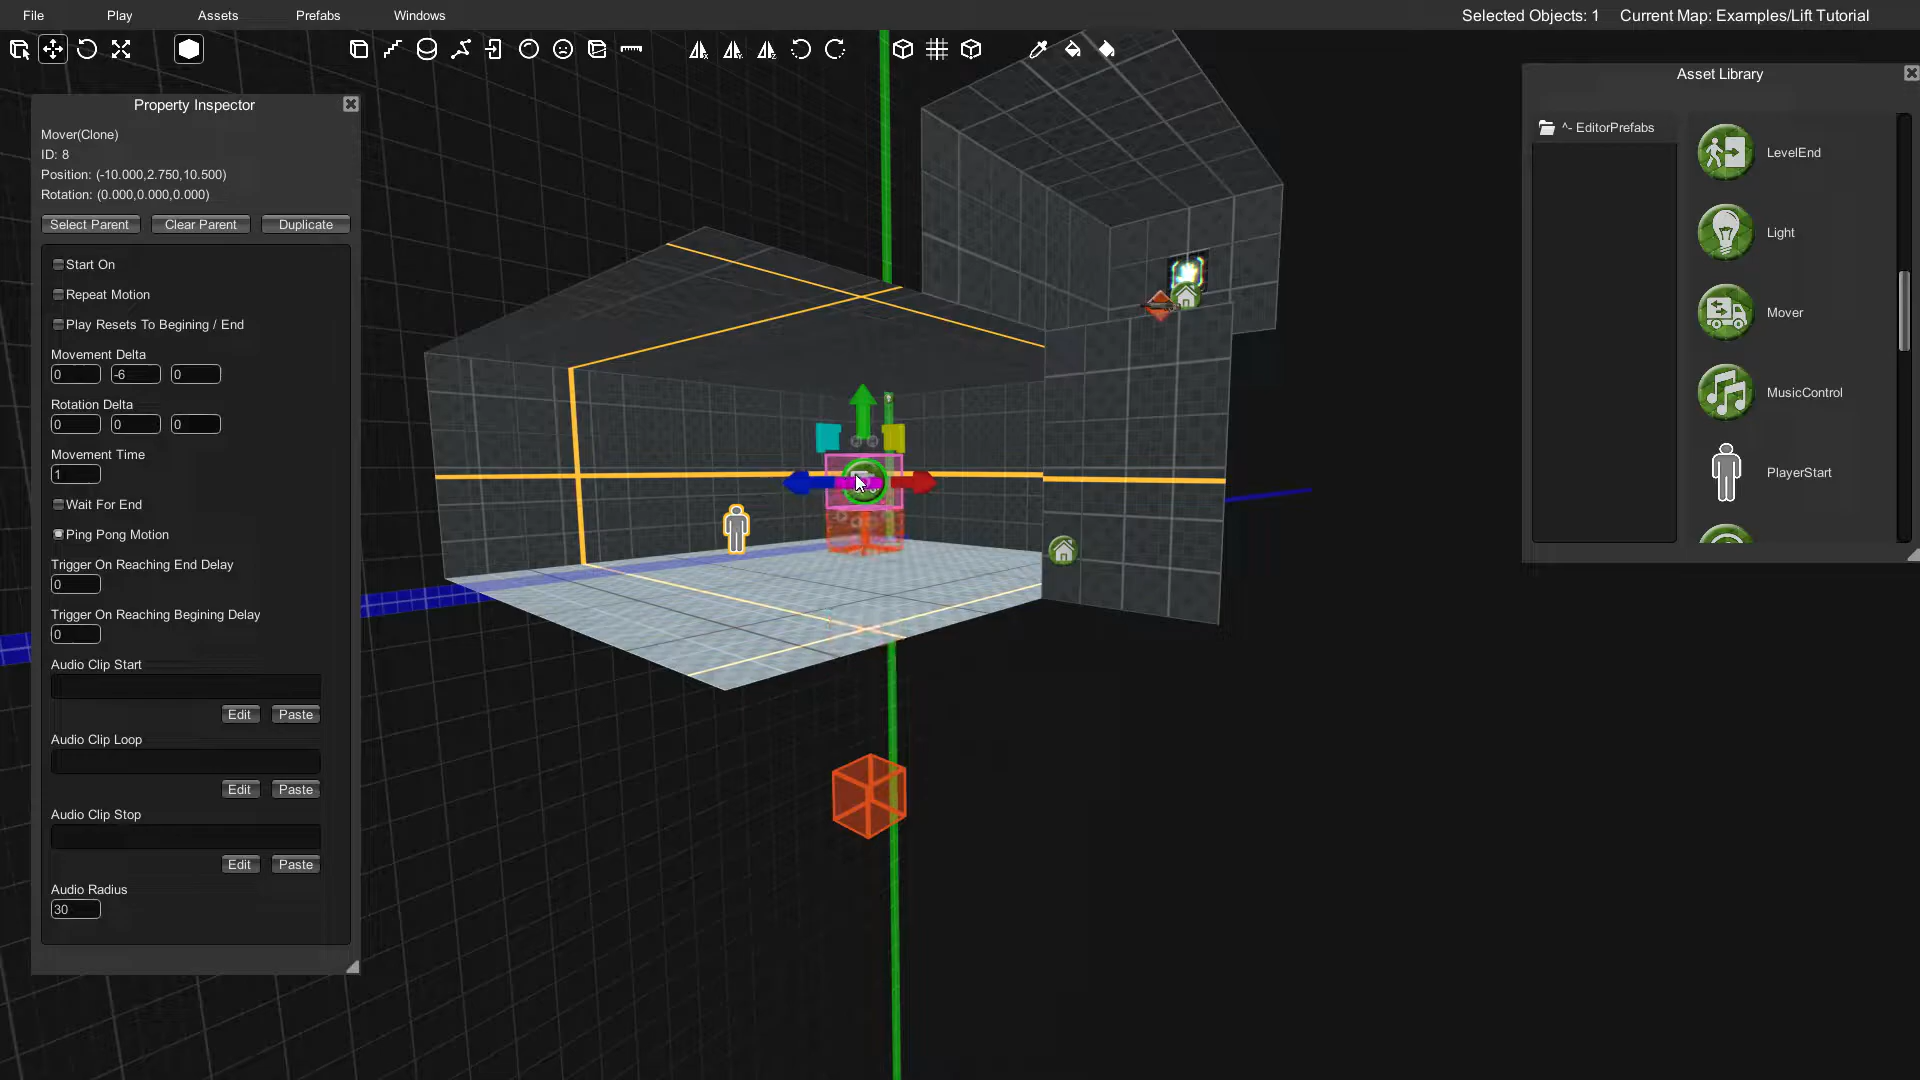 File Play Assets Prefabs Windows Selected Objects: 1 Current Map: Examples/Lift Tutorial
Property Inspector
Mover(Clone)
ID: 8
Position: (-10.000,2.750,10.500)
Rotation: (0.000,0.000,0.000)
Select Parent Clear Parent Duplicate
Start On
Repeat Motion
Play Resets To Begining / End
Movement Delta
0 -6 0
Rotation Delta
0 0 0
Movement Time
1
Wait For End
Ping Pong Motion
Trigger On Reaching End Delay
0
Trigger On Reaching Begining Delay
0
Audio Clip Start
Edit Paste
Audio Clip Loop
Edit Paste
Audio Clip Stop
Edit Paste
Audio Radius
30
Asset Library
^- EditorPrefabs
LevelEnd
Light
Mover
MusicControl
PlayerStart